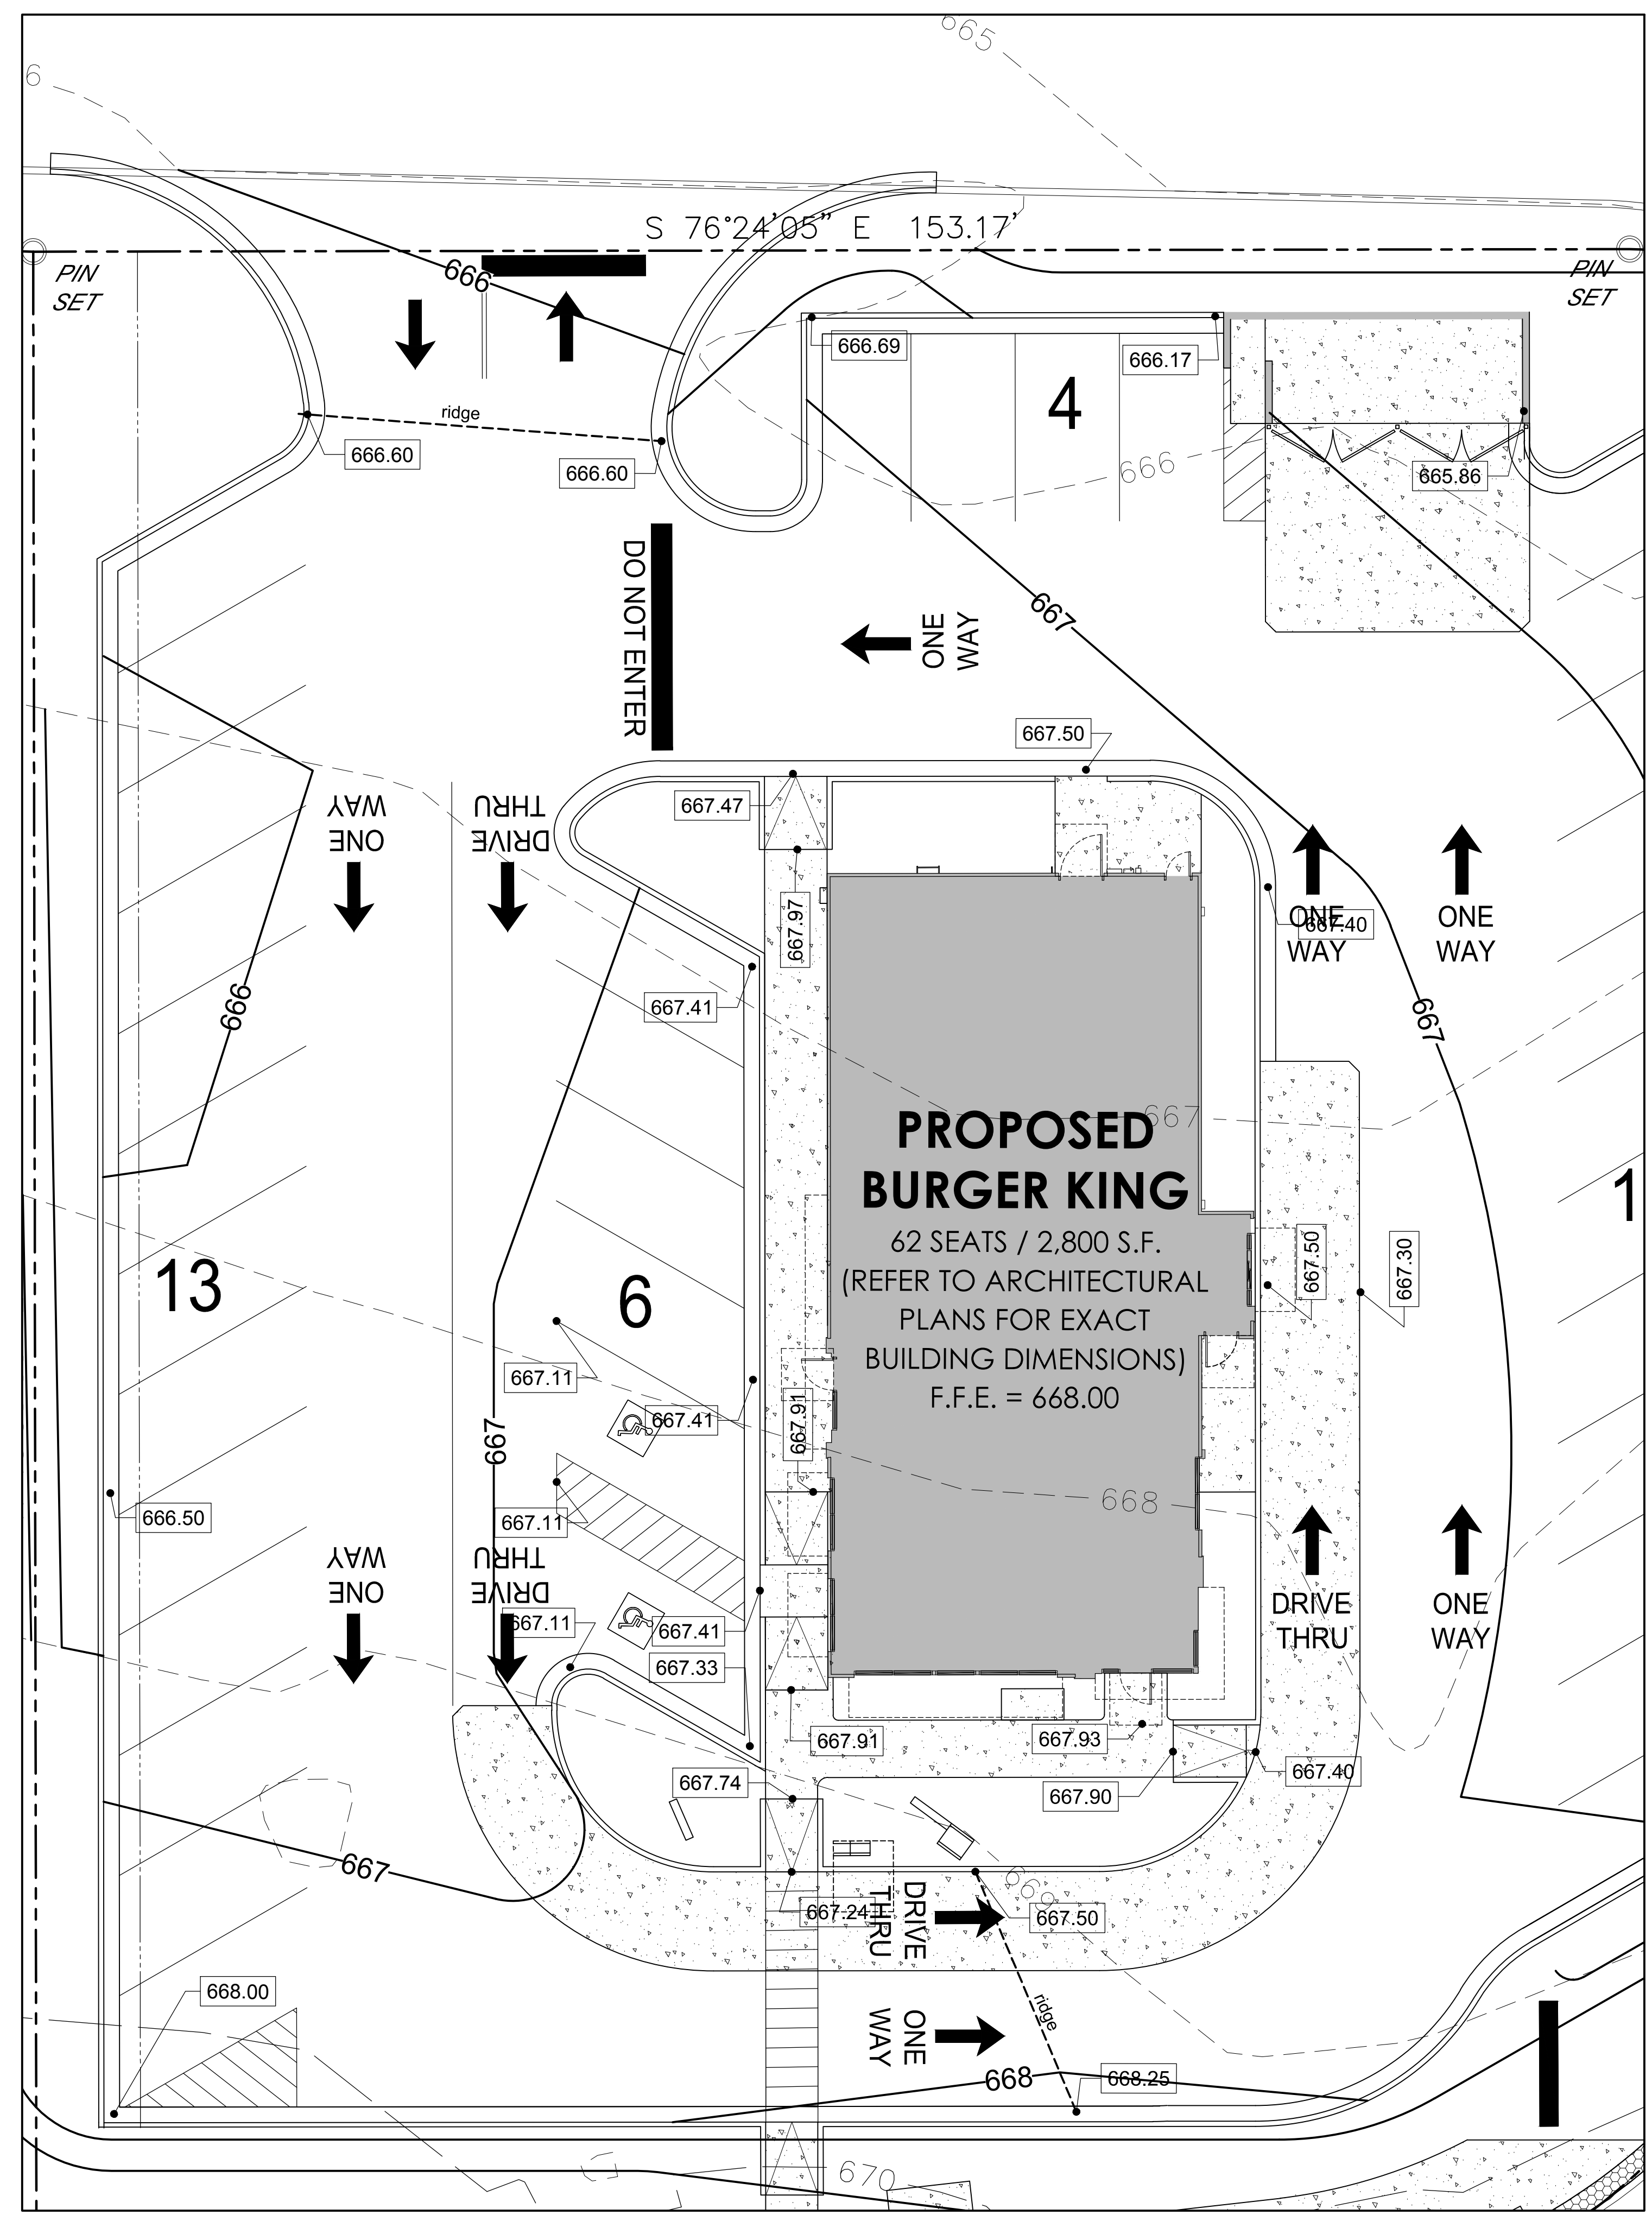 665
6
S 76°24'05" E 153.17'
PIN
SET
PIN
SET
666
666.69
666.17
4
ridge
666.60
666.60
666
665.86
DO NOT ENTER
ONE
WAY
667
667.50
667.47
ONE
WAY
DRIVE
THRU
667.97
667.40
ONE
WAY
ONE
WAY
667.41
666
667
PROPOSED
BURGER KING
62 SEATS / 2,800 S.F.
(REFER TO ARCHITECTURAL
PLANS FOR EXACT
BUILDING DIMENSIONS)
F.F.E. = 668.00
667
1
667.50
667.30
13
6
667.11
667.41
667.91
667
668
666.50
667.11
ONE
WAY
DRIVE
THRU
667.11
667.41
667.33
DRIVE
THRU
ONE
WAY
667.91
667.93
667.40
667.74
667.90
667
667.24
DRIVE
THRU
667.50
668.00
ridge
ONE
WAY
668
668.25
670